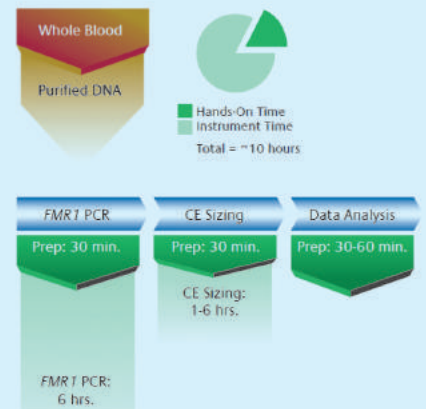 Whole Blood
Purified DNA
Hands-On Time
Instrument Time
Total = ~10 hours
FMR1 PCR
CE Sizing
Data Analysis
Prep: 30 min.
Prep: 30 min.
Prep: 30-60 min.
CE Sizing:
1-6 hrs.
FMR1 PCR:
6 hrs.